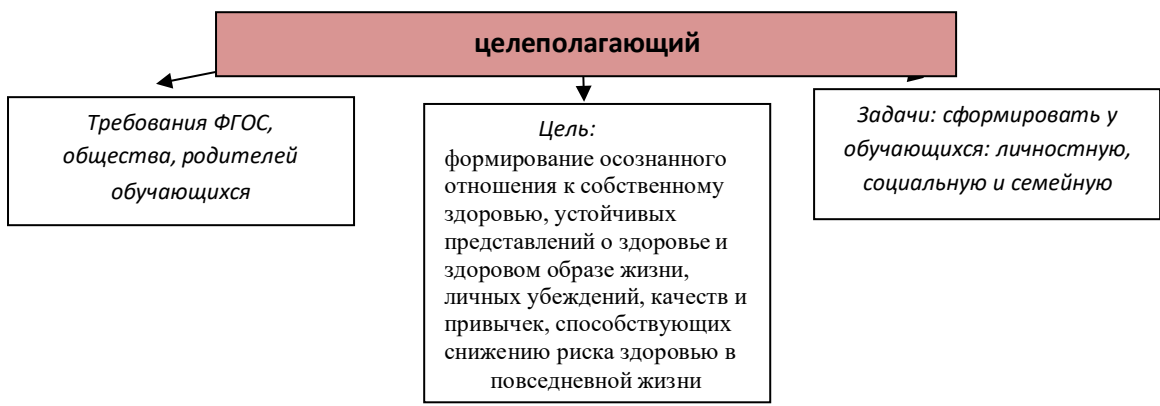 целеполагающий
Требования ФГОС,
общества, родителей
обучающихся
Цель:
формирование осознанного
отношения к собственному
здоровью, устойчивых
представлений о здоровье и
здоровом образе жизни,
личных убеждений, качеств и
привычек, способствующих
снижению риска здоровью в
повседневной жизни
Задачи: сформировать у
обучающихся: личностную,
социальную и семейную